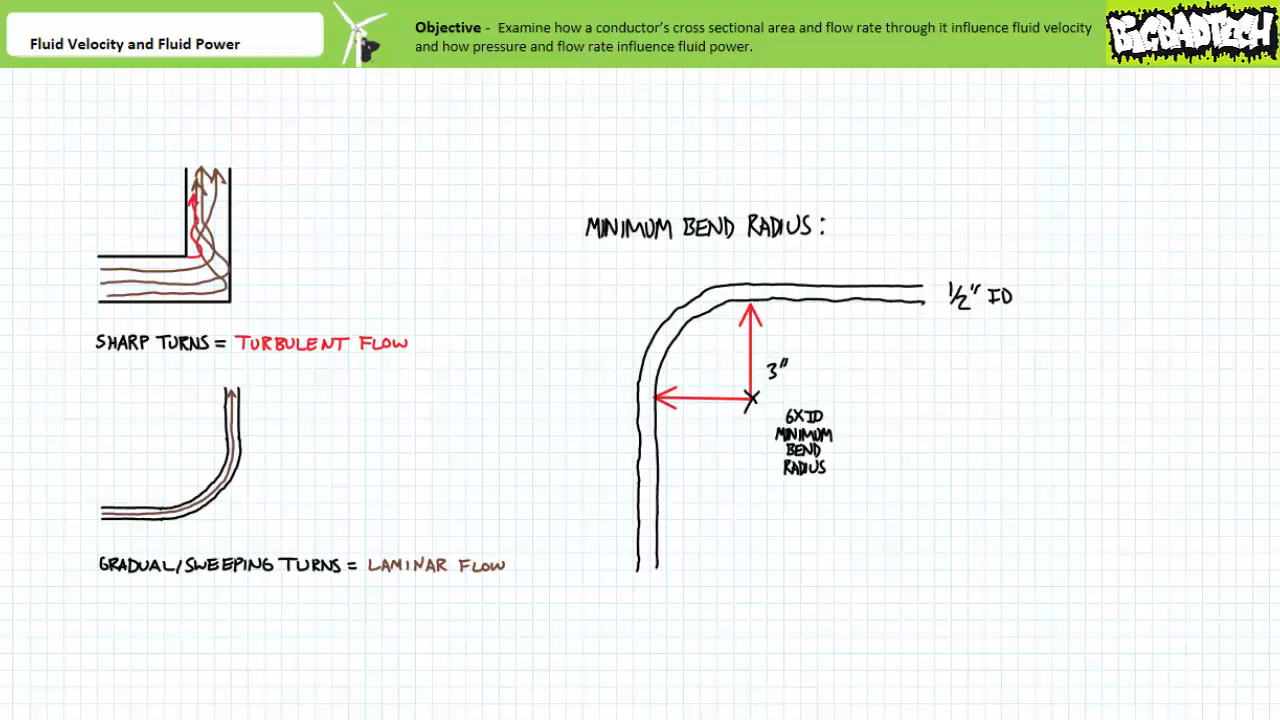 Fluid Velocity and Fluid Power
Objective - Examine how a conductor's cross sectional area and flow rate through it influence fluid velocity
and how pressure and flow rate influence fluid power.
BIGBADTECH
SHARP TURNS = TURBULENT FLOW
GRADUAL/SWEEPING TURNS = LAMINAR FLOW
MINIMUM BEND RADIUS:
1/2" ID
3"
6XID
MINIMUM
BEND
RADIUS